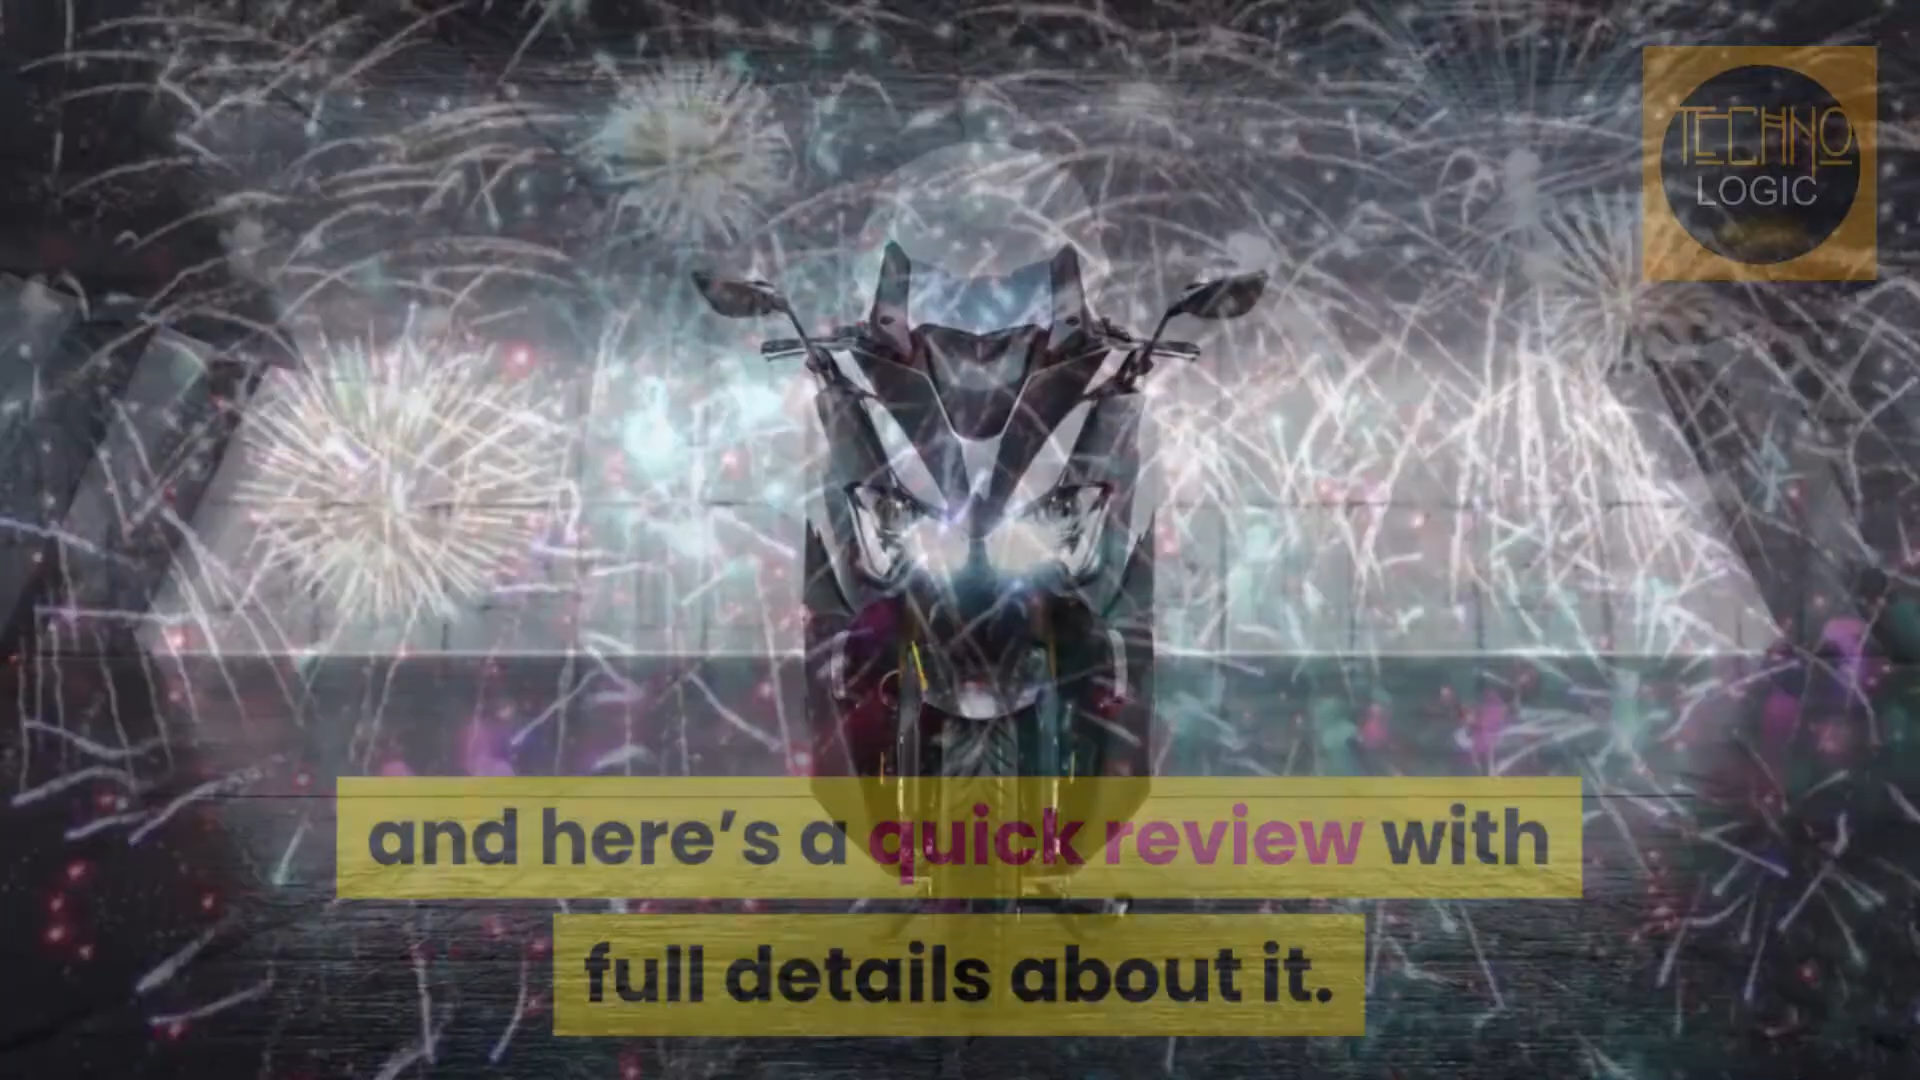 TECHNO
LOGIC
and here’s a quick review with
full details about it.